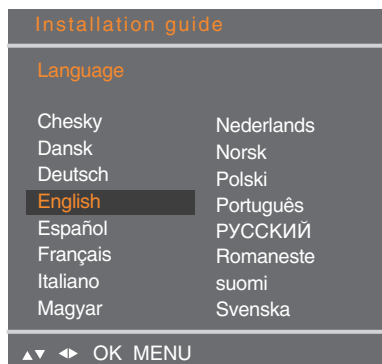 Installation guide
Language
Chesky
Dansk
Deutsch
English
Español
Français
Italiano
Magyar
Nederlands
Norsk
Polski
Português
РУССКИЙ
Romaneste
suomi
Svenska
▲▼ ◄► OK MENU